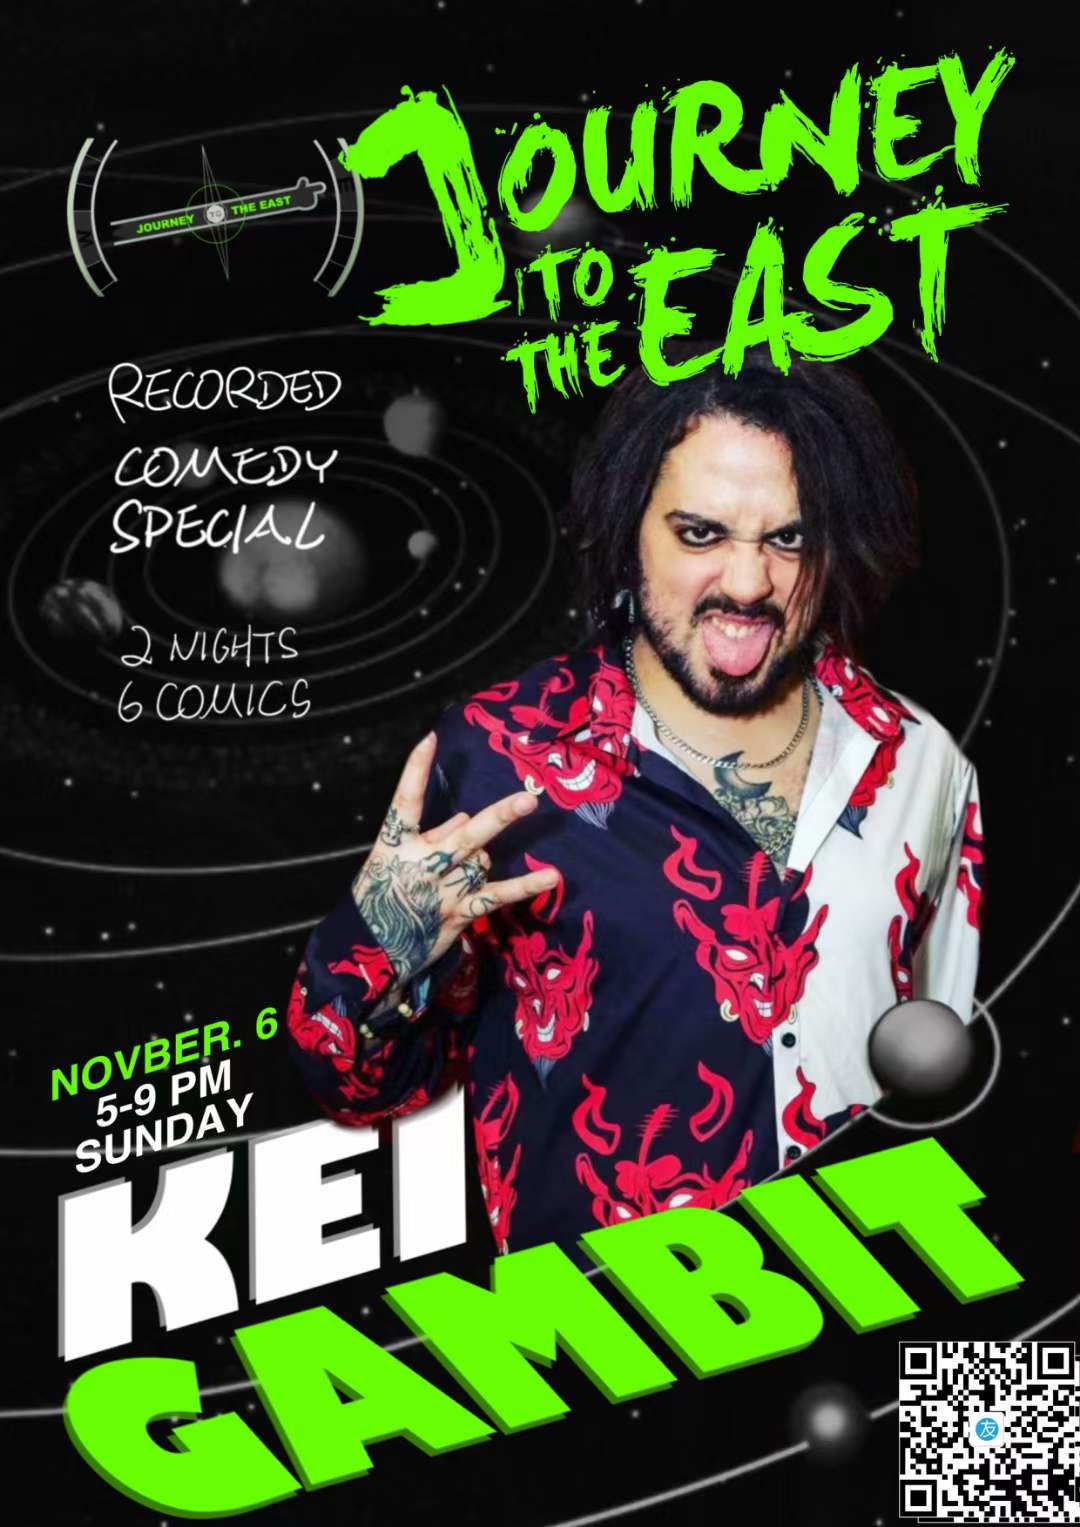 JOURNEY TO THE EAST
JOURNEY
TO
THE EAST
RECORDED
COMEDY
SPECIAL
2 NIGHTS
6 COMICS
NOVBER. 6
5-9 PM
SUNDAY
KEI
GAMBIT
友